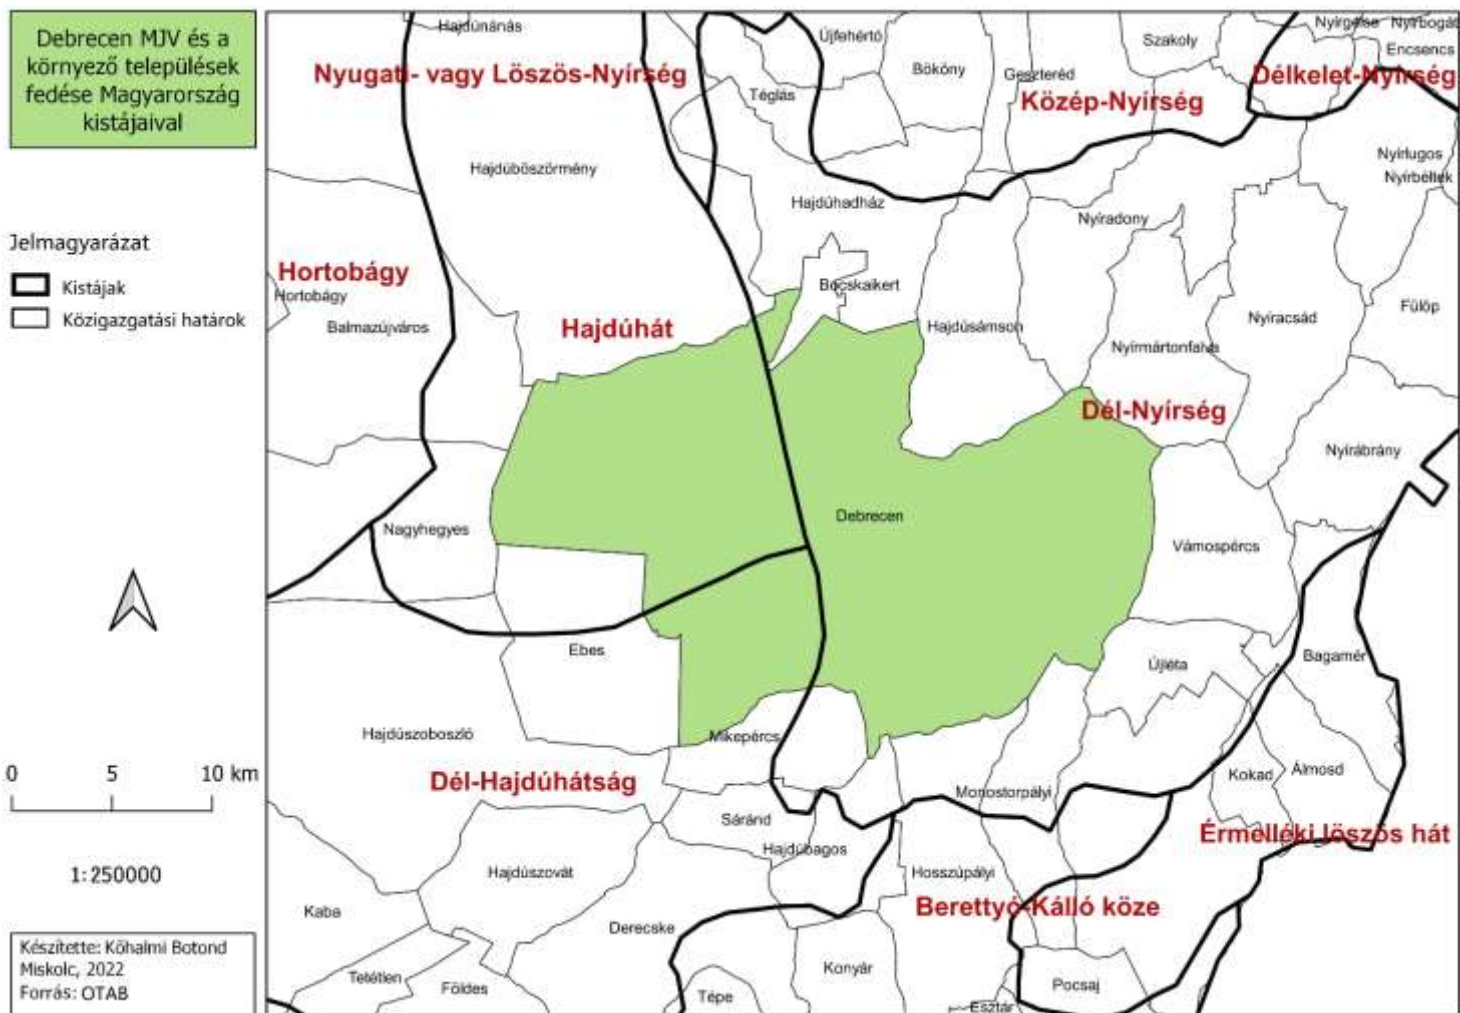 Debrecen MJV és a
környező települések
fedése Magyarország
kistájaival
Jelmagyarázat
Kistájak
Közigazgatási határok
0 5 10 km
1:250000
Készítette: Kőhalmi Botond
Miskolc, 2022
Forrás: OTAB
Hajdúnánás
Újfehértó
Szakoly
Nyírgelse
Encsencs
Nyugati- vagy Löszös-Nyírség
Bököny
Geszteréd
Délkelet-Nyírség
Téglás
Közép-Nyírség
Nyírlugos
Hajdúböszörmény
Nyírbéltek
Hajdúhadház
Nyíradony
Hortobágy
Hortobágy
Bocskaikert
Balmazújváros
Hajdúhát
Hajdúsámson
Nyíracsád
Fülöp
Nyírmártonfalva
Dél-Nyírség
Nyírábrány
Debrecen
Nagyhegyes
Vámospércs
Ebes
Bagamér
Újléta
Hajdúszoboszló
Mikepércs
Dél-Hajdúhátság
Kokad
Álmosd
Monostorpályi
Sáránd
Érmelléki löszös hát
Hajdúbagos
Hajdúszovát
Hosszúpályi
Berettyó-Kálló köze
Kaba
Derecske
Tetétlen
Földes
Konyár
Tépe
Pocsaj
Esztár